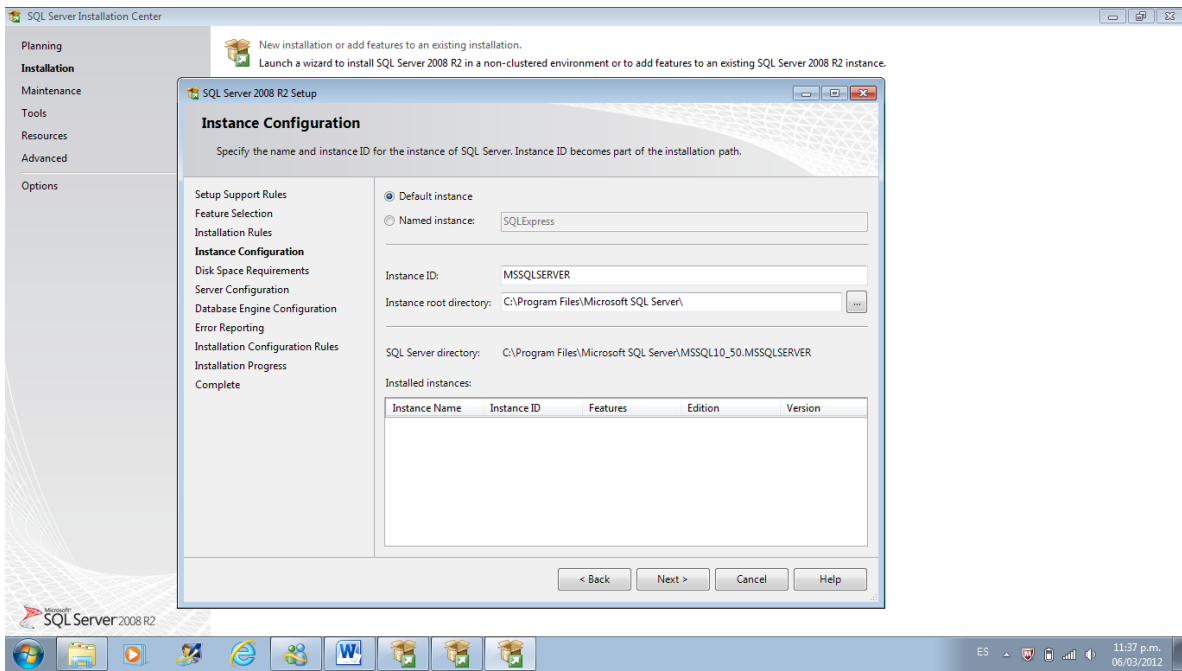 SQL Server Installation Center
Planning
Installation
Maintenance
Tools
Resources
Advanced
Options
New installation or add features to an existing installation.
Launch a wizard to install SQL Server 2008 R2 in a non-clustered environment or to add features to an existing SQL Server 2008 R2 instance.
SQL Server 2008 R2 Setup
Instance Configuration
Specify the name and instance ID for the instance of SQL Server. Instance ID becomes part of the installation path.
Setup Support Rules
Feature Selection
Installation Rules
Instance Configuration
Disk Space Requirements
Server Configuration
Database Engine Configuration
Error Reporting
Installation Configuration Rules
Installation Progress
Complete
Default instance
Named instance: SQLExpress
Instance ID: MSSQLSERVER
Instance root directory: C:\Program Files\Microsoft SQL Server\ ...
SQL Server directory: C:\Program Files\Microsoft SQL Server\MSSQL10_50.MSSQLSERVER
Installed instances:
Instance Name Instance ID Features Edition Version
< Back Next > Cancel Help
Microsoft
SQL Server 2008 R2
ES
11:37 p.m.
06/03/2012